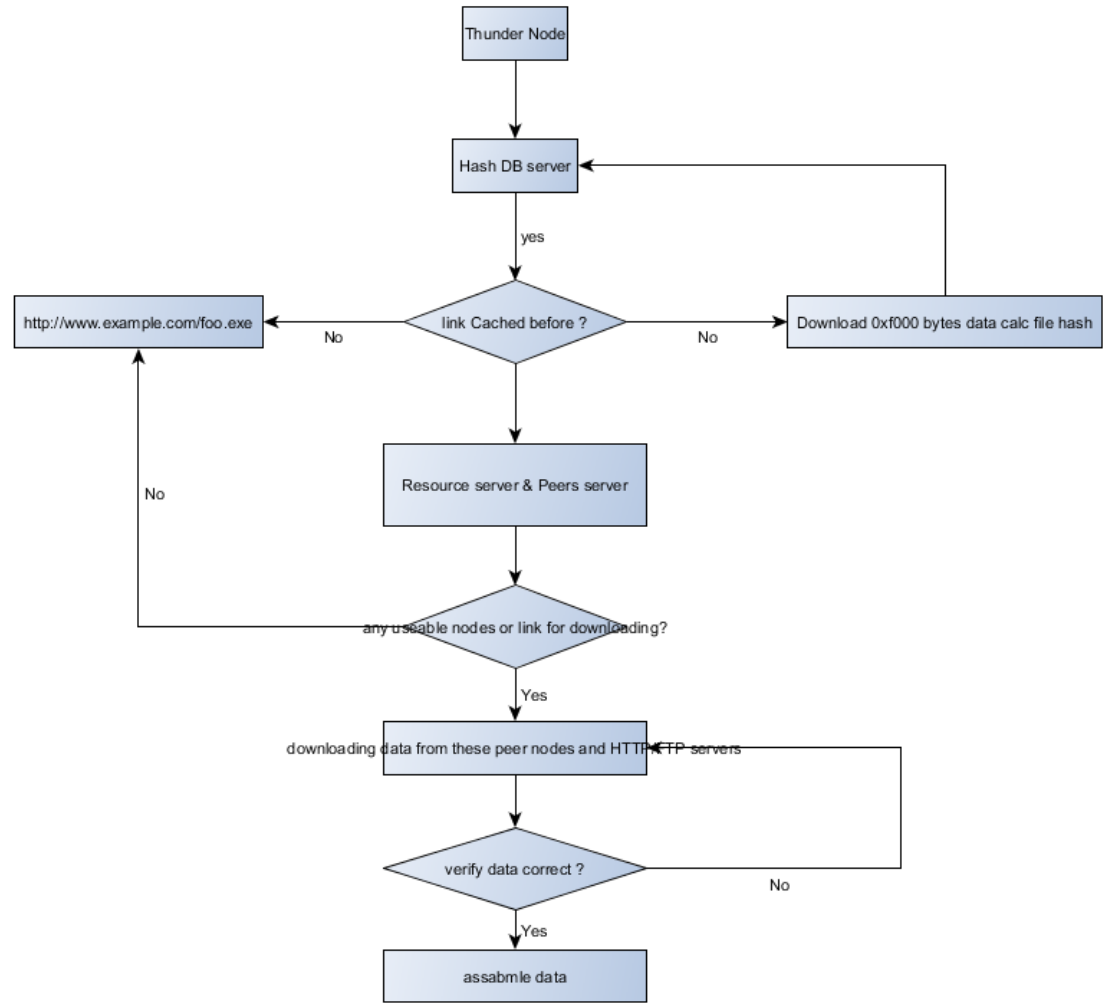 Thunder Node
Hash DB server
yes
link Cached before ?
http://www.example.com/foo.exe
No
No
Download 0xf000 bytes data calc file hash
Resource server & Peers server
No
any useable nodes or link for downloading?
Yes
downloading data from these peer nodes and HTTP/FTP servers
verify data correct ?
No
Yes
assabmle data